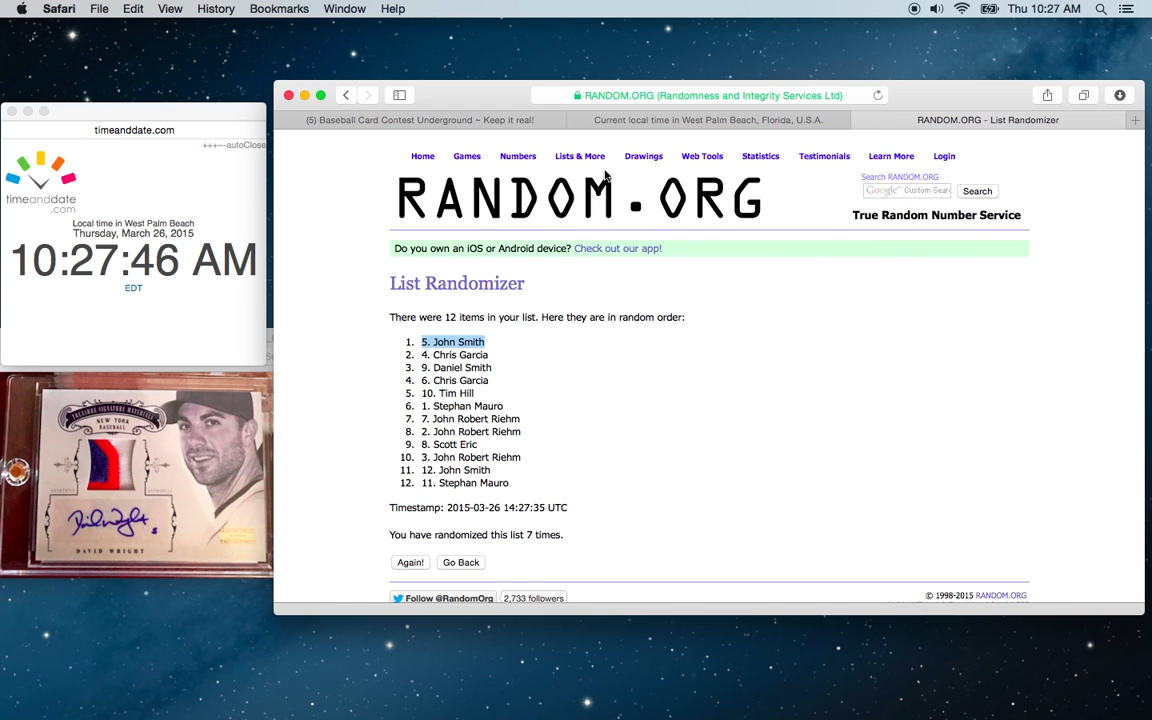 Safari File Edit View History Bookmarks Window Help
Thu 10:27 AM
timeanddate.com
+++---autoClose
timeanddate
.com
Local time in West Palm Beach
Thursday, March 26, 2015
10:27:46 AM
EDT
NEW YORK
BASEBALL
DAVID WRIGHT
RANDOM.ORG (Randomness and Integrity Services Ltd)
(5) Baseball Card Contest Underground ~ Keep it real!
Current local time in West Palm Beach, Florida, U.S.A.
RANDOM.ORG - List Randomizer
Home Games Numbers Lists & More Drawings Web Tools Statistics Testimonials Learn More Login
RANDOM.ORG
Search RANDOM.ORG
Google™ Custom Sear
Search
True Random Number Service
Do you own an iOS or Android device? Check out our app!
List Randomizer
There were 12 items in your list. Here they are in random order:
1. 5. John Smith
2. 4. Chris Garcia
3. 9. Daniel Smith
4. 6. Chris Garcia
5. 10. Tim Hill
6. 1. Stephan Mauro
7. 7. John Robert Riehm
8. 2. John Robert Riehm
9. 8. Scott Eric
10. 3. John Robert Riehm
11. 12. John Smith
12. 11. Stephan Mauro
Timestamp: 2015-03-26 14:27:35 UTC
You have randomized this list 7 times.
Again! Go Back
Follow @RandomOrg 2,733 followers
© 1998-2015 RANDOM.ORG